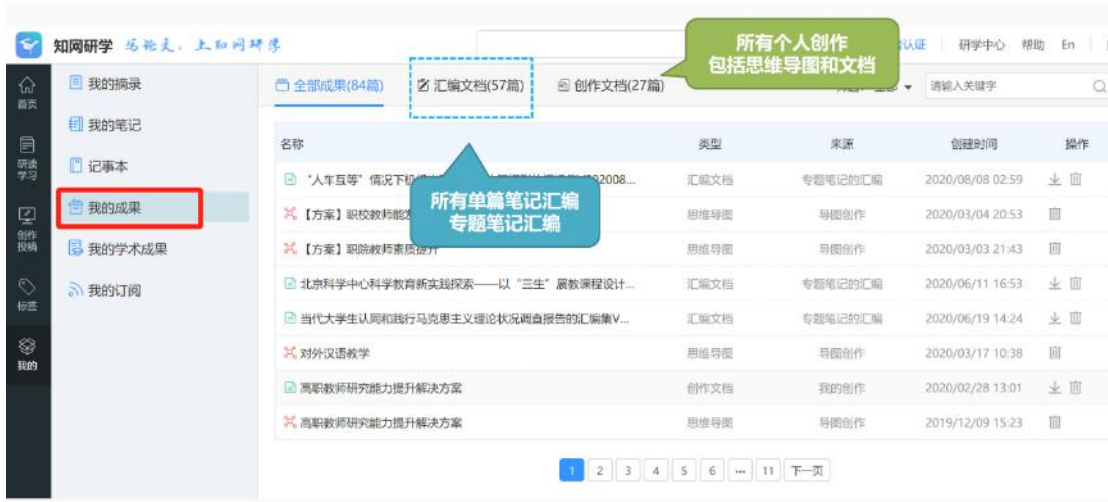 知网研学 写论文，上知网研学
认证 研学中心 帮助 En
所有个人创作
包括思维导图和文档
首页
研读
学习
创作
投稿
标签
我的
我的摘录
我的笔记
记事本
我的成果
我的学术成果
我的订阅
全部成果(84篇) 汇编文档(57篇) 创作文档(27篇) 请输入关键字
名称 类型 来源 创建时间 操作
“人车互等”情况下机 92008... 汇编文档 专题笔记的汇编 2020/08/08 02:59
【方案】职校教师能 思维导图 导图创作 2020/03/04 20:53
【方案】职院教师素质提升 思维导图 导图创作 2020/03/03 21:43
北京科学中心科学教育新实践探索——以“三生”展教课程设计... 汇编文档 专题笔记的汇编 2020/06/11 16:53
当代大学生认同和践行马克思主义理论状况调查报告的汇编集V... 汇编文档 专题笔记的汇编 2020/06/19 14:24
对外汉语教学 思维导图 导图创作 2020/03/17 10:38
高职教师研究能力提升解决方案 创作文档 我的创作 2020/02/28 13:01
高职教师研究能力提升解决方案 思维导图 导图创作 2019/12/09 15:23
所有单篇笔记汇编
专题笔记汇编
1 2 3 4 5 6 ... 11 下一页